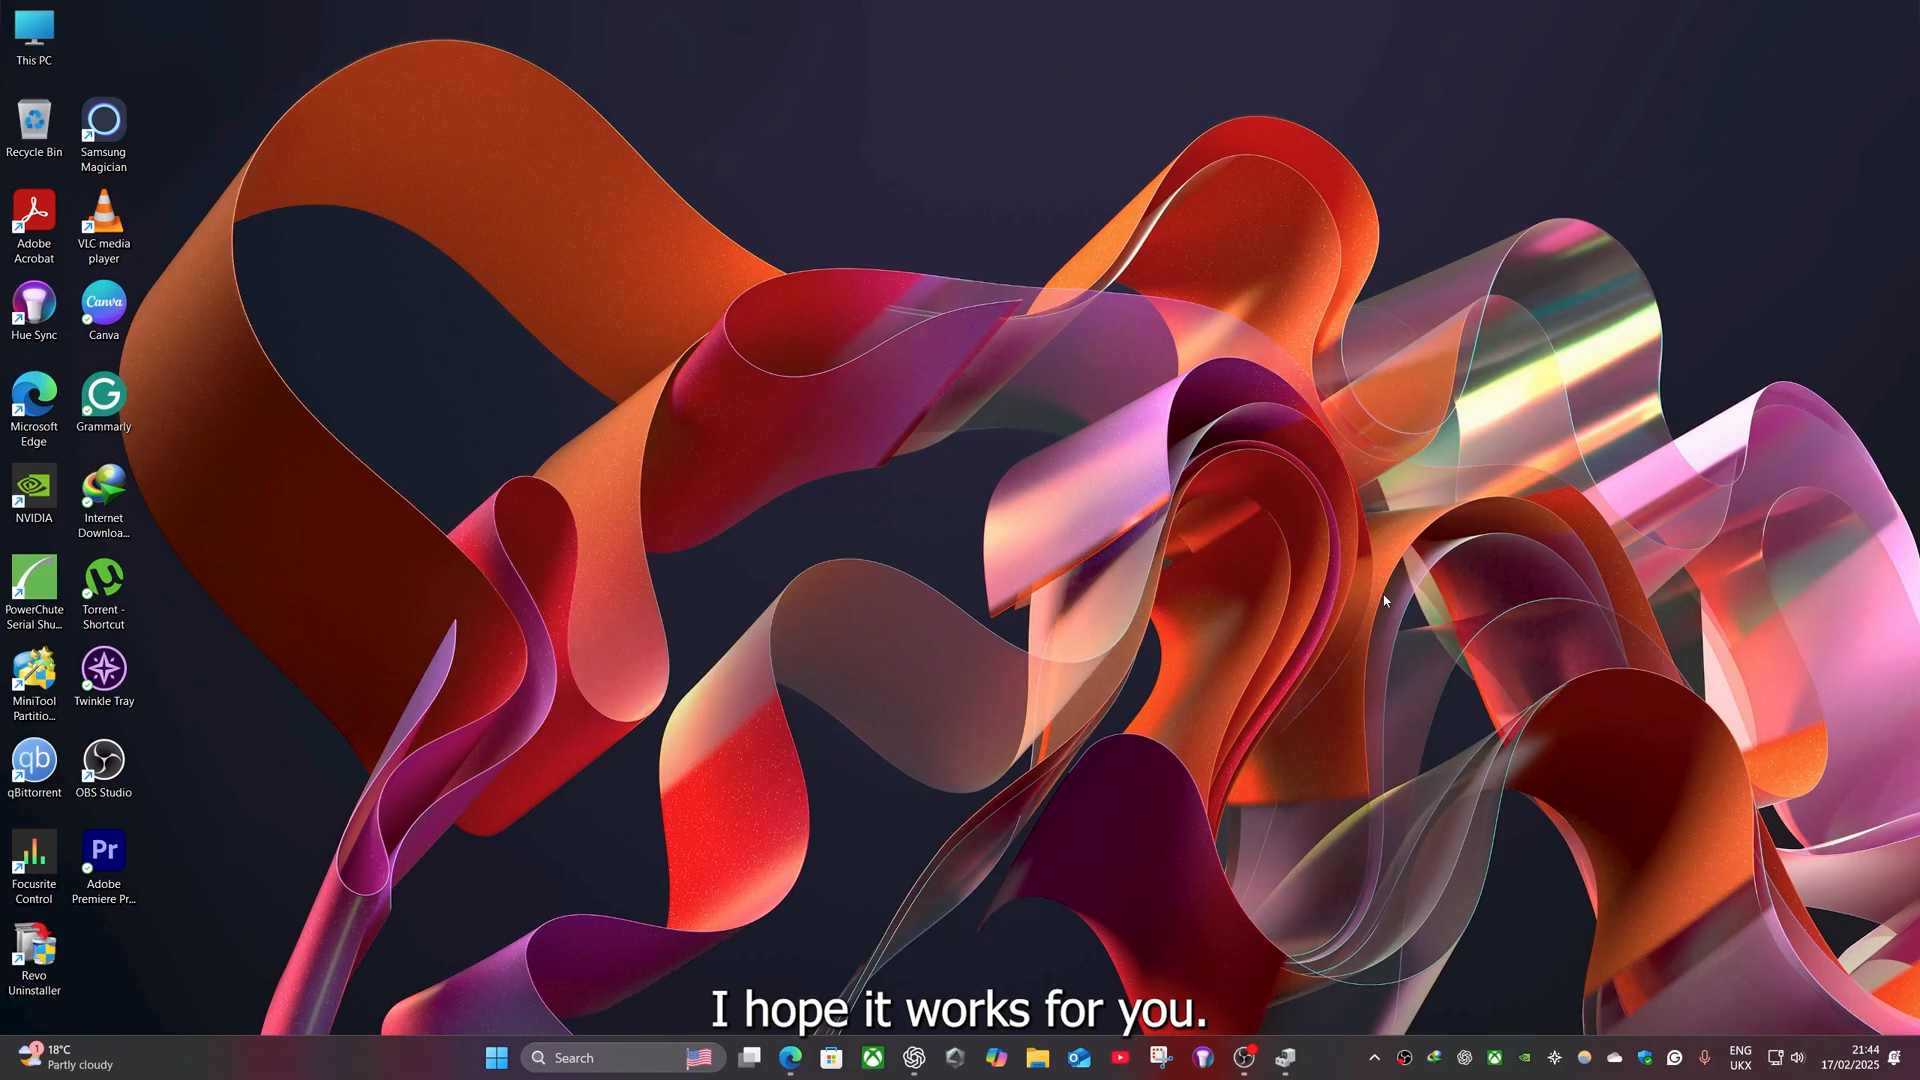 This PC
Recycle Bin
Samsung
Magician
Adobe
Acrobat
VLC media
player
Hue Sync
Canva
Canva
Microsoft
Edge
G
Grammarly
NVIDIA
Internet
Downloa...
PowerChute
Serial Shu...
µ
Torrent -
Shortcut
MiniTool
Partitio...
Twinkle Tray
qb
qBittorrent
OBS Studio
Focusrite
Control
Pr
Adobe
Premiere Pr...
Revo
Uninstaller
I hope it works for you.
1
18°C
Partly cloudy
Search
ENG
UKX
21:44
17/02/2025